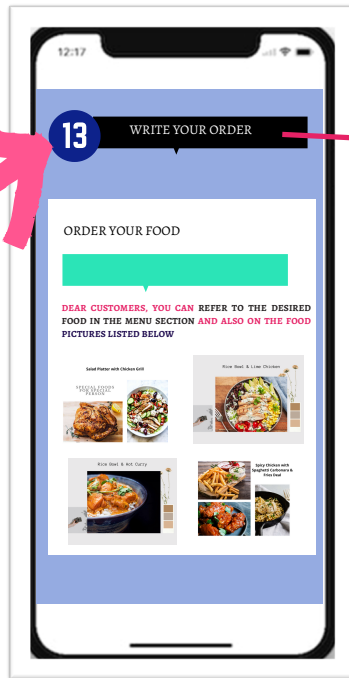 12:17
13
WRITE YOUR ORDER
ORDER YOUR FOOD
DEAR CUSTOMERS, YOU CAN REFER TO THE DESIRED
FOOD IN THE MENU SECTION AND ALSO ON THE FOOD
PICTURES LISTED BELOW
Salad Platter with Chicken Grill
SPECIAL FOODS
FOR SPECIAL
PERSON
Rice Bowl & Lime Chicken
Rice Bowl & Hot Curry
Spicy Chicken with
Spaghetti Carbonara &
Fries Deal